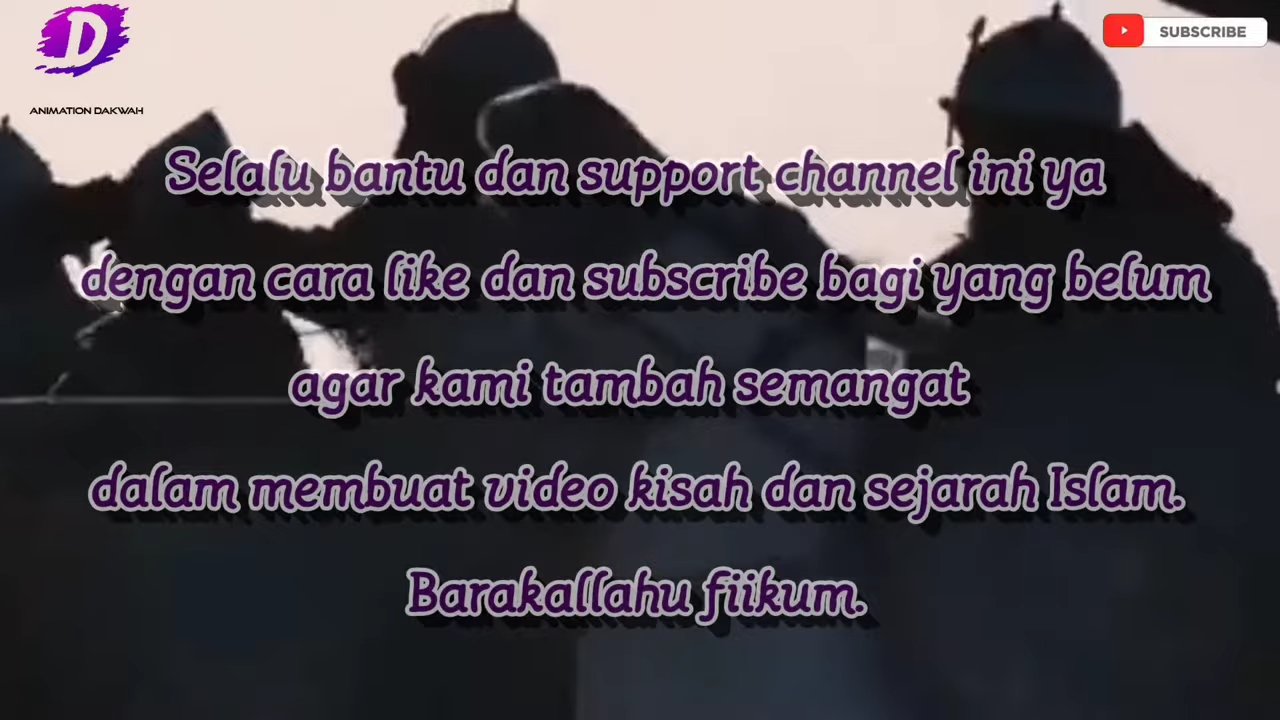 D
SUBSCRIBE
ANIMATION DAKWAH
Selalu bantu dan support channel ini ya
dengan cara like dan subscribe bagi yang belum
agar kami tambah semangat
dalam membuat video kisah dan sejarah Islam.
Barakallahu fiikum.